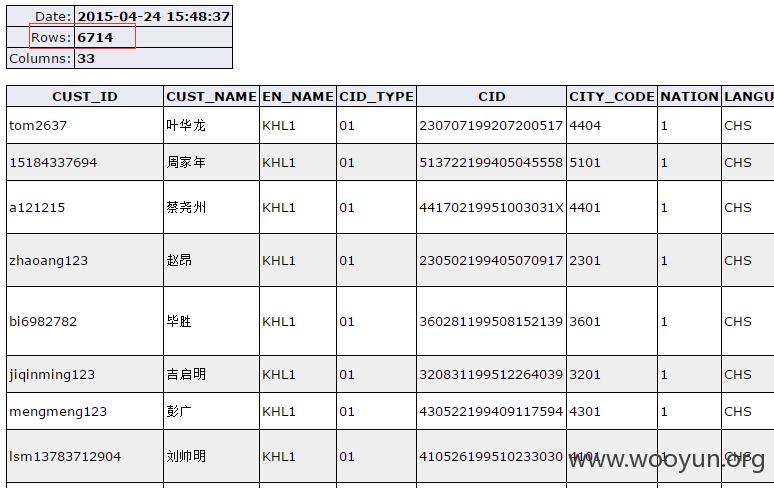 Date: 2015-04-24 15:48:37
Rows: 6714
Columns: 33
CUST_ID CUST_NAME EN_NAME CID_TYPE CID CITY_CODE NATION LANGU
tom2637 叶华龙 KHL1 01 230707199207200517 4404 1 CHS
15184337694 周家年 KHL1 01 513722199405045558 5101 1 CHS
a121215 蔡尧州 KHL1 01 44170219951003031X 4401 1 CHS
zhaoang123 赵昂 KHL1 01 230502199405070917 2301 1 CHS
bi6982782 毕胜 KHL1 01 360281199508152139 3601 1 CHS
jiqinming123 吉启明 KHL1 01 320831199512264039 3201 1 CHS
mengmeng123 彭广 KHL1 01 430522199409117594 4301 1 CHS
lsm13783712904 刘帅明 KHL1 01 410526199510233030 4101 1 CHS
www.wooyun.org